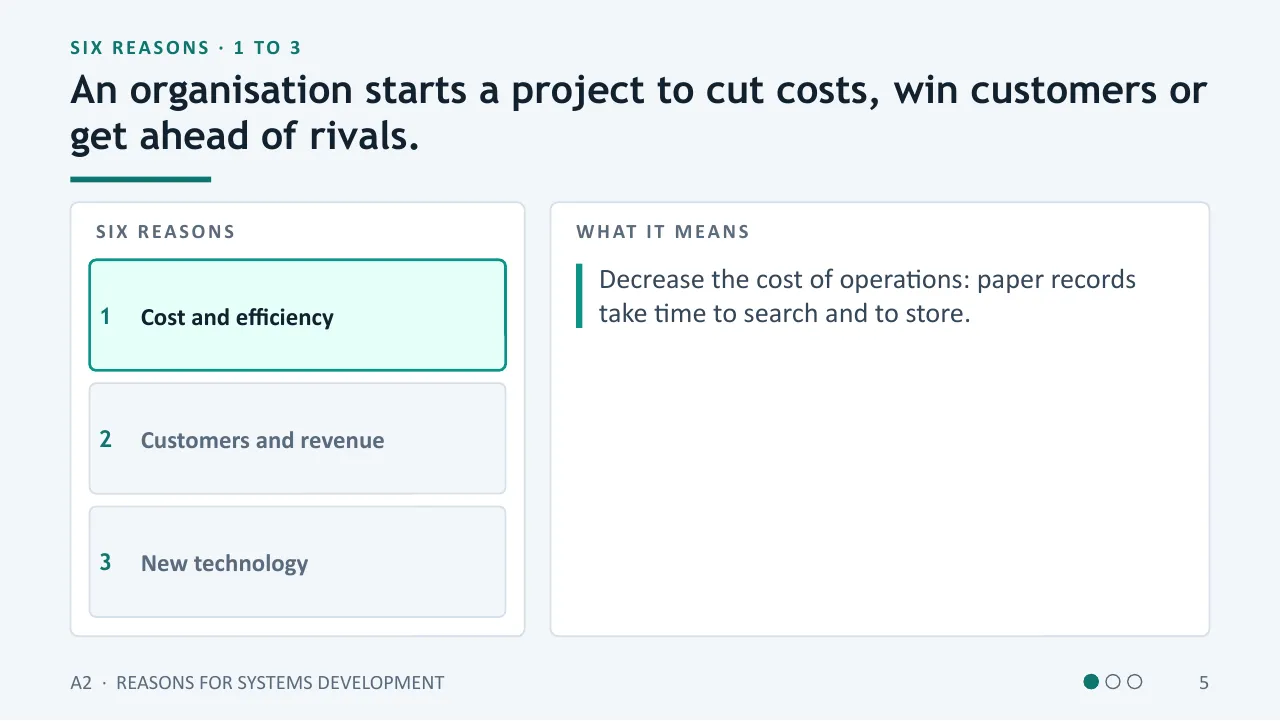 SIX REASONS · 1 TO 3
An organisation starts a project to cut costs, win customers or
get ahead of rivals.
SIX REASONS
1 Cost and efficiency
2 Customers and revenue
3 New technology
WHAT IT MEANS
Decrease the cost of operations: paper records
take time to search and to store.
A2 · REASONS FOR SYSTEMS DEVELOPMENT
5